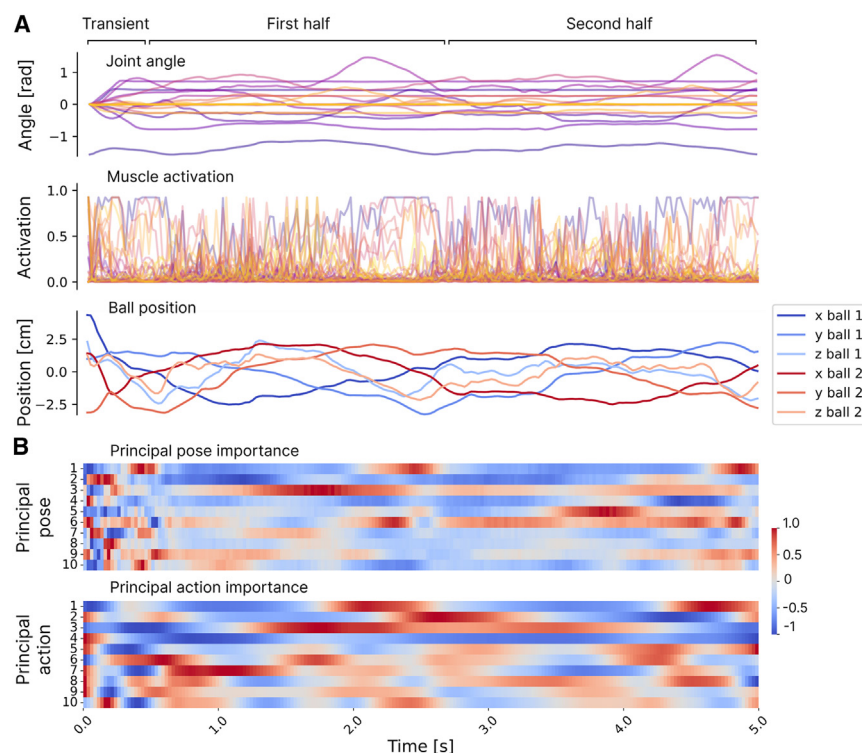 A
Transient First half Second half
Joint angle
Angle [rad]
1
0
−1
Muscle activation
Activation
1.0
0.5
0.0
Ball position
Position [cm]
2.5
0.0
−2.5
x ball 1
y ball 1
z ball 1
x ball 2
y ball 2
z ball 2
B
Principal pose importance
Principal
pose
1
2
3
4
5
6
7
8
9
10
1.0
0.5
0
−0.5
−1
Principal action importance
Principal
action
1
2
3
4
5
6
7
8
9
10
0.0 1.0 2.0 3.0 4.0 5.0
Time [s]